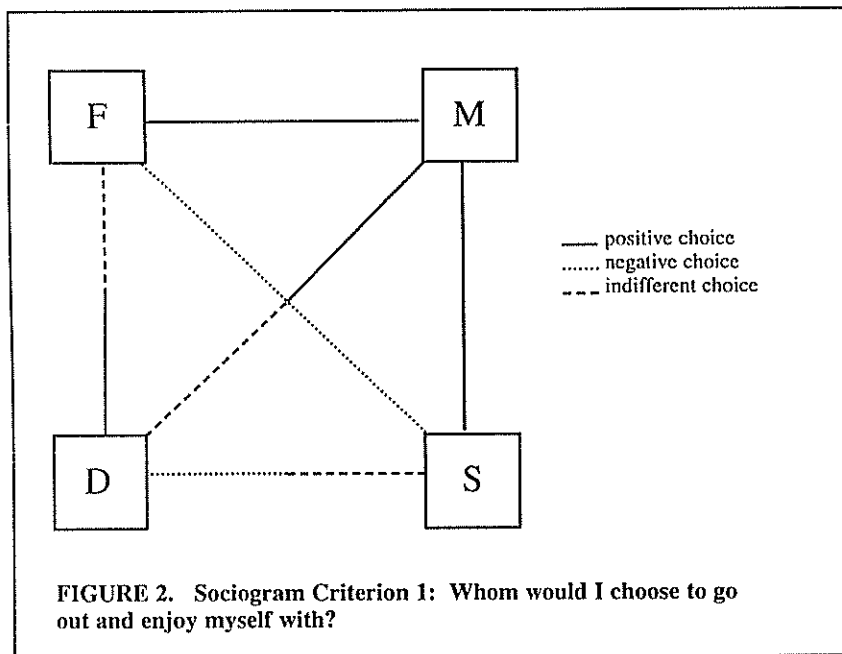 F
M
positive choice
negative choice
indifferent choice
D
S
FIGURE 2. Sociogram Criterion 1: Whom would I choose to go
out and enjoy myself with?